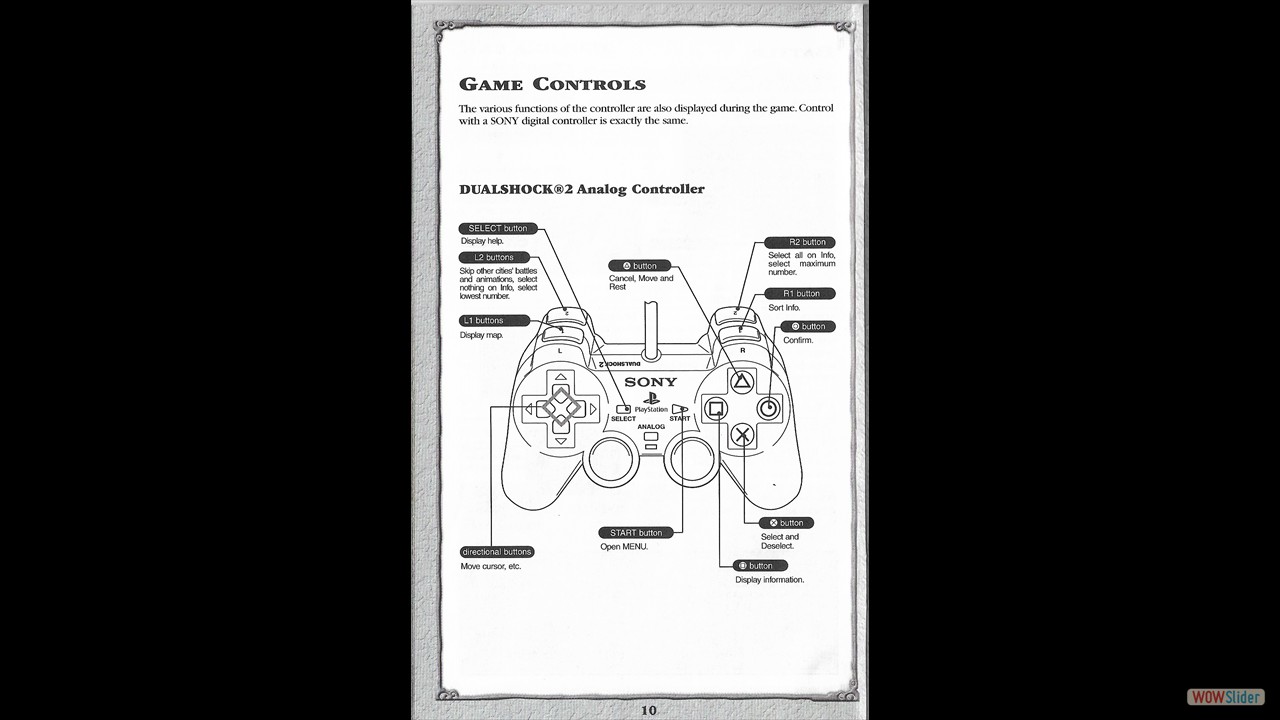 GAME CONTROLS
The various functions of the controller are also displayed during the game. Control
with a SONY digital controller is exactly the same.
DUALSHOCK®2 Analog Controller
SELECT button
Display help.
L2 buttons
Skip other cities' battles
and animations, select
nothing on Info, select
lowest number.
L1 buttons
Display map.
△ button
Cancel, Move and
Rest
R2 button
Select all on Info,
select maximum
number.
R1 button
Sort Info.
○ button
Confirm.
2
2
L
R
DUALSHOCK 2
SONY
PlayStation
SELECT
START
ANALOG
START button
Open MENU.
directional buttons
Move cursor, etc.
× button
Select and
Deselect.
□ button
Display information.
10
WOWSlider